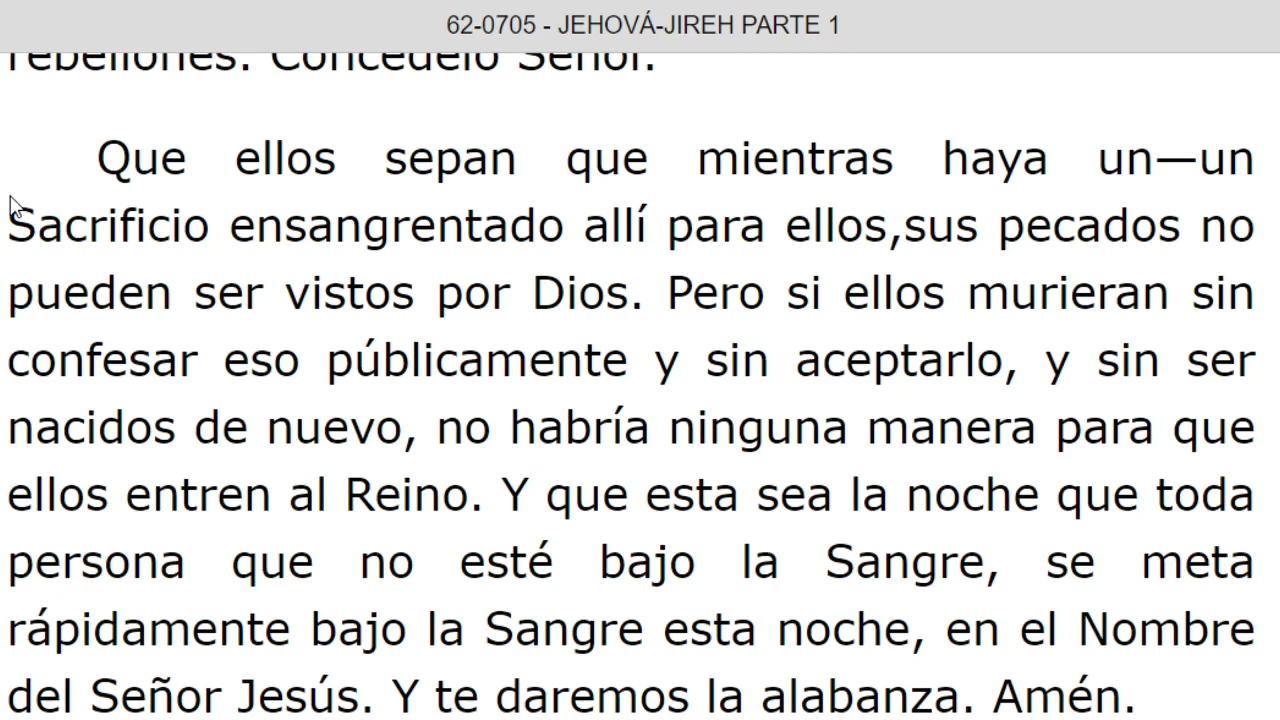 62-0705 - JEHOVÁ-JIREH PARTE 1
rebeliones. Concédelo Señor.
Que ellos sepan que mientras haya un—un
Sacrificio ensangrentado allí para ellos,sus pecados no
pueden ser vistos por Dios. Pero si ellos murieran sin
confesar eso públicamente y sin aceptarlo, y sin ser
nacidos de nuevo, no habría ninguna manera para que
ellos entren al Reino. Y que esta sea la noche que toda
persona que no esté bajo la Sangre, se meta
rápidamente bajo la Sangre esta noche, en el Nombre
del Señor Jesús. Y te daremos la alabanza. Amén.